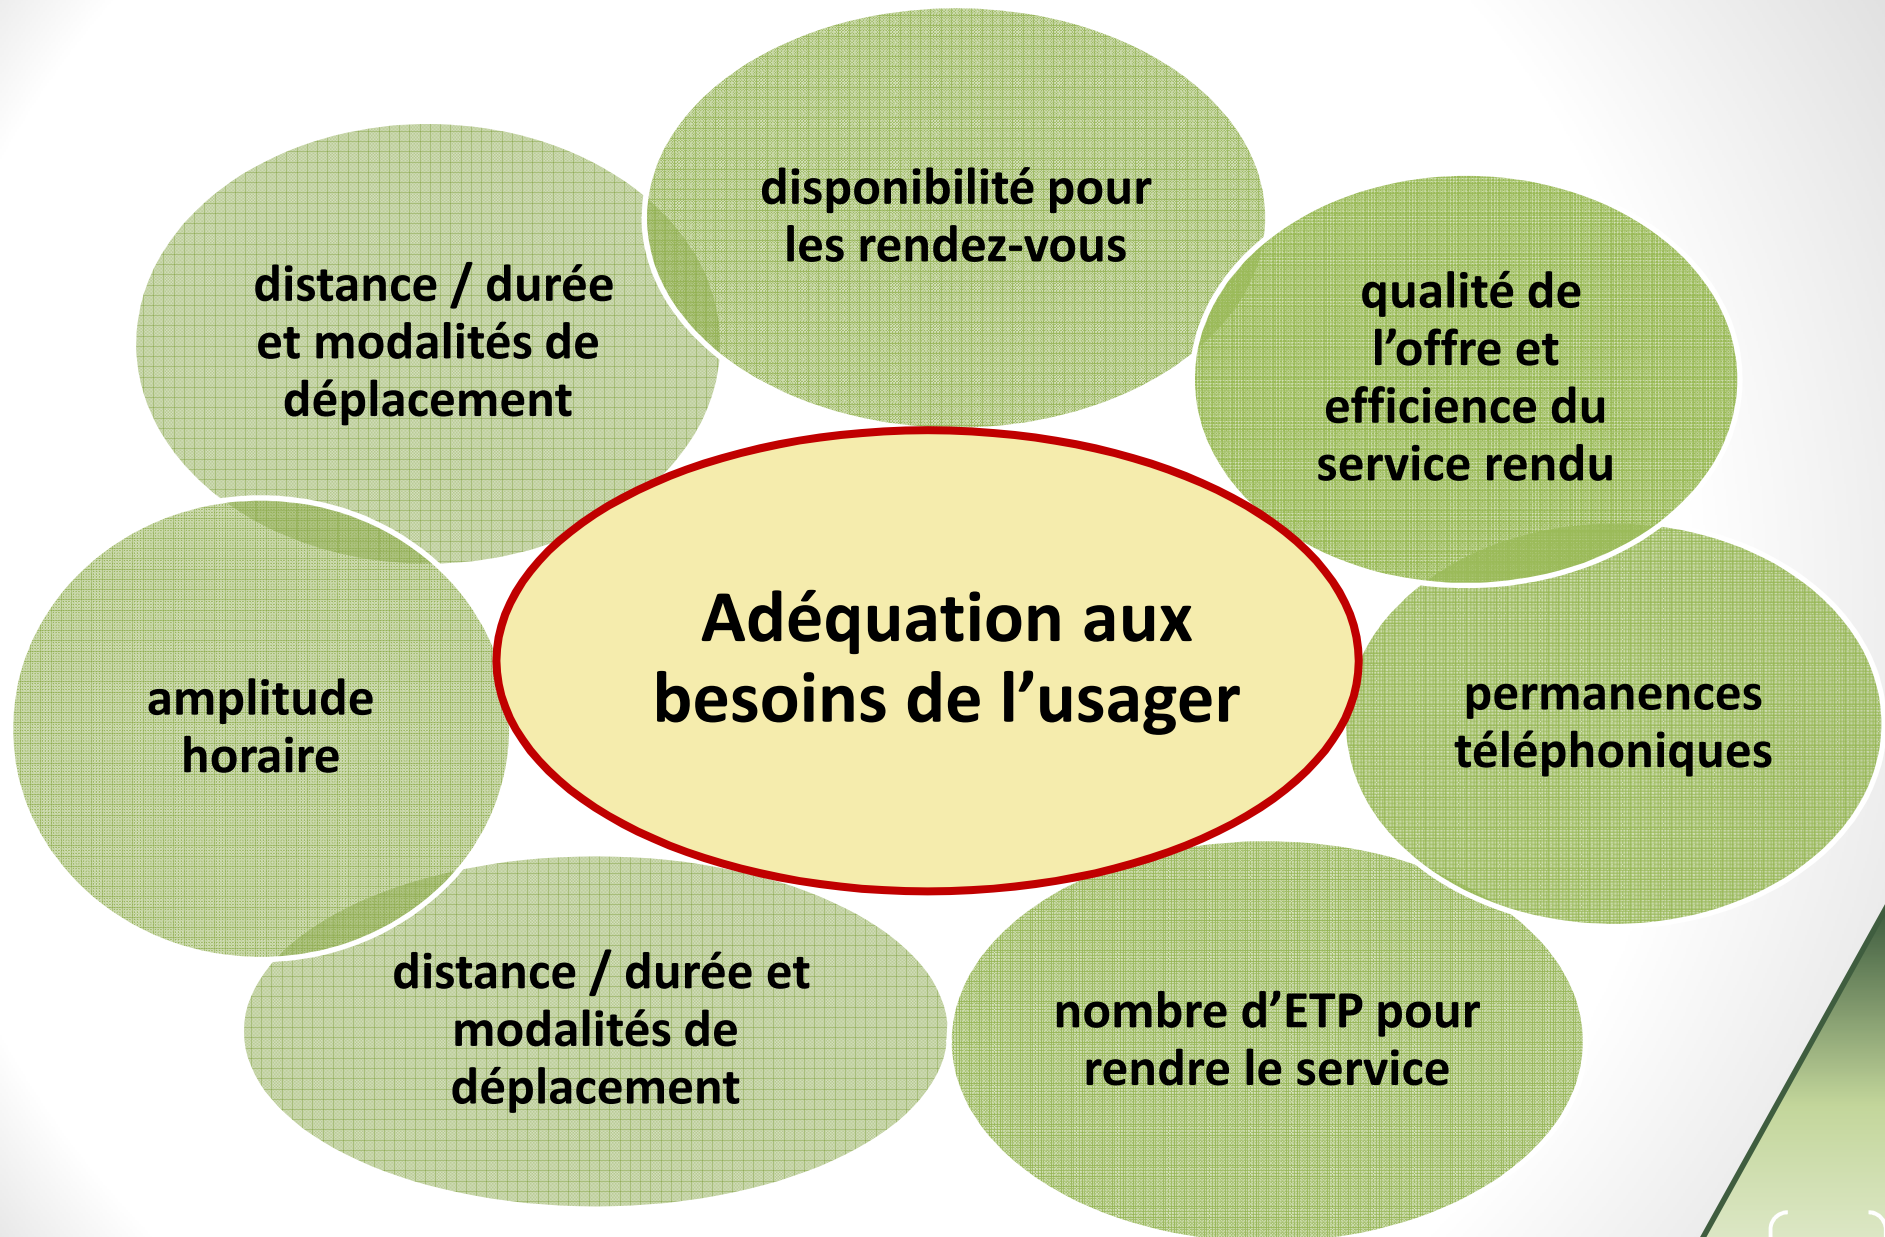 disponibilité pour
les rendez-vous
distance / durée
et modalités de
déplacement
qualité de
l’offre et
efficience du
service rendu
Adéquation aux
besoins de l’usager
amplitude
horaire
permanences
téléphoniques
distance / durée et
modalités de
déplacement
nombre d’ETP pour
rendre le service